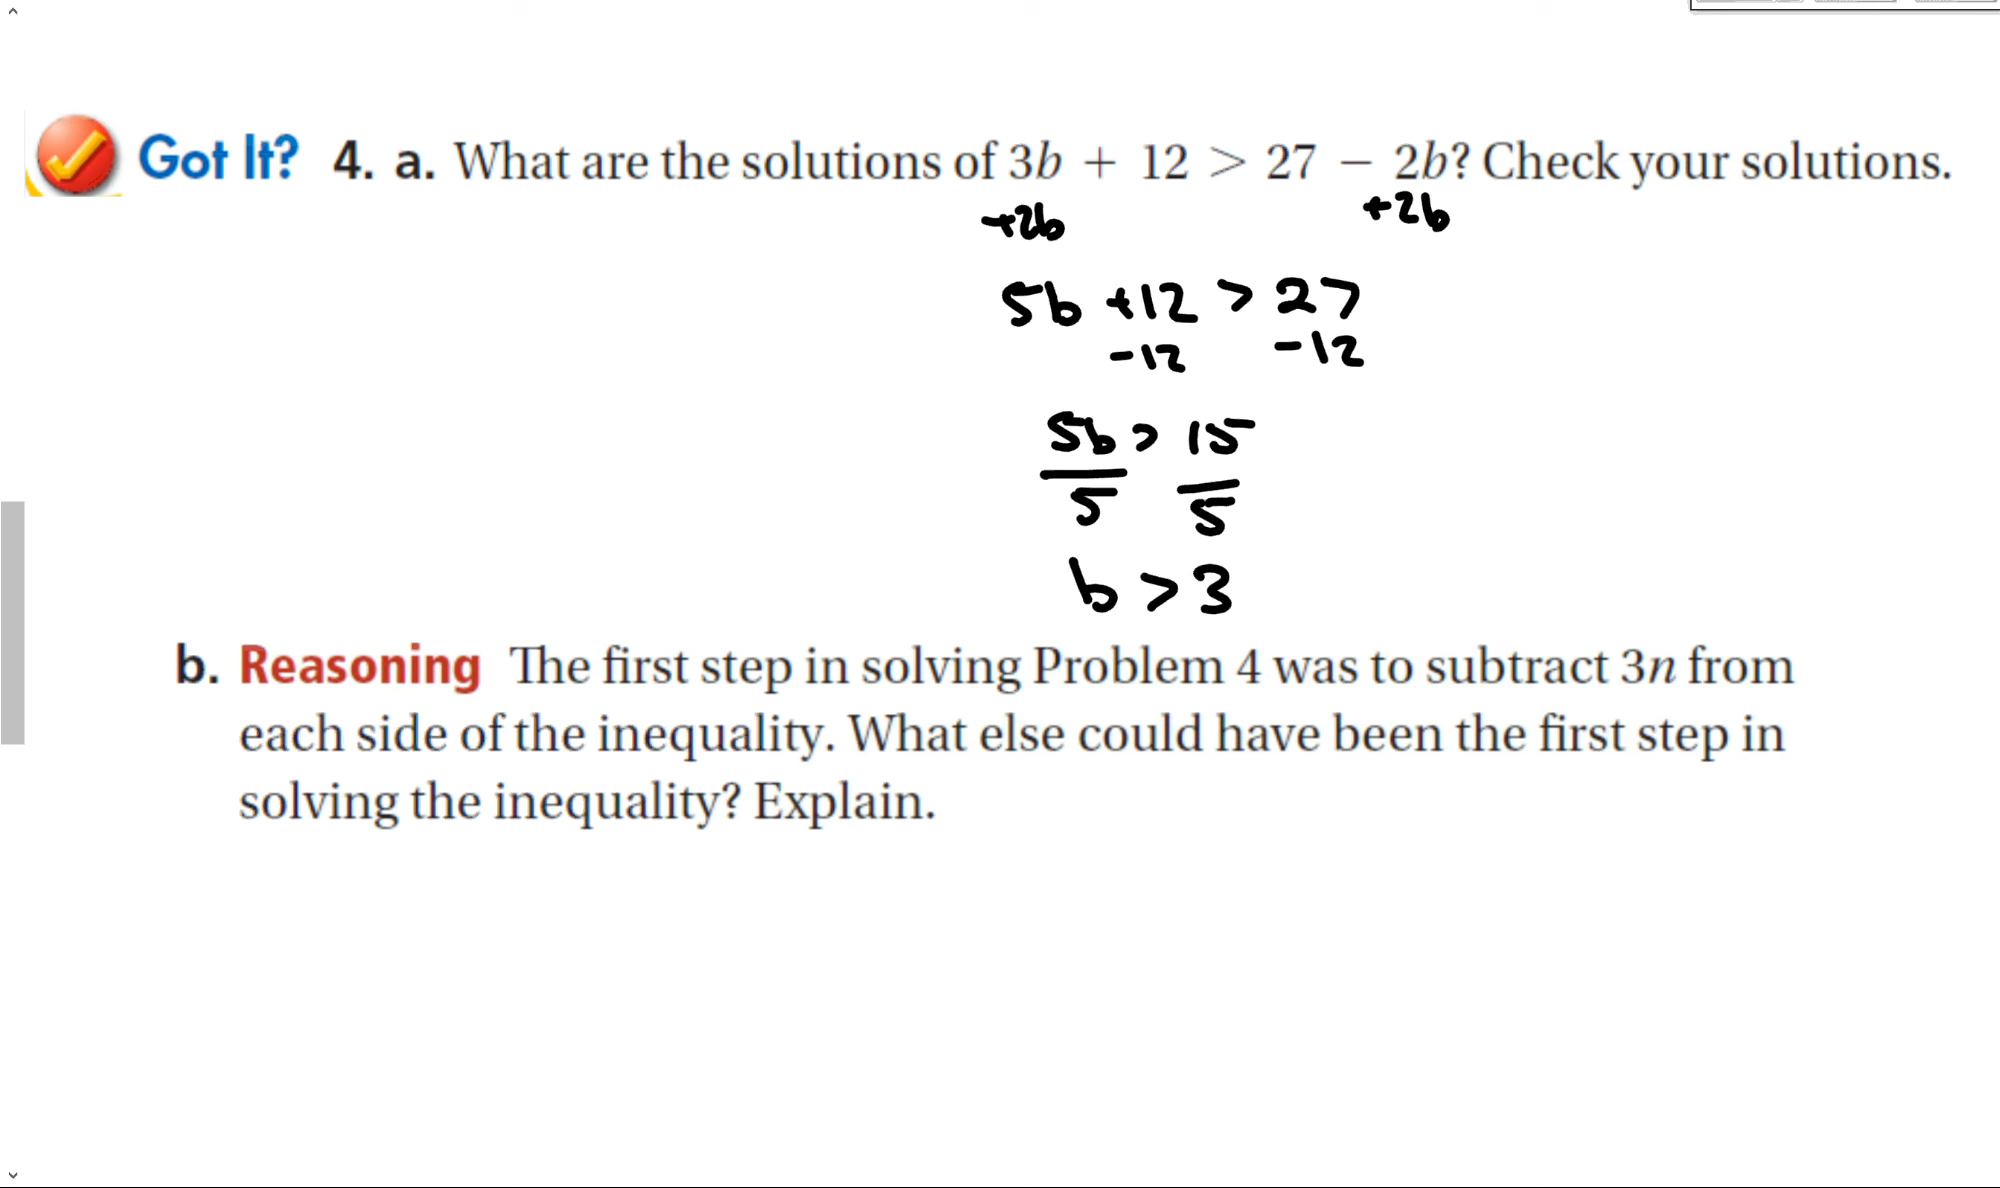 Got It? 4. a. What are the solutions of 3b + 12 > 27 − 2b? Check your solutions.
+2b +2b
5b +12 > 27
-12 -12
5b > 15
5 5
b > 3
b. Reasoning The first step in solving Problem 4 was to subtract 3n from
each side of the inequality. What else could have been the first step in
solving the inequality? Explain.